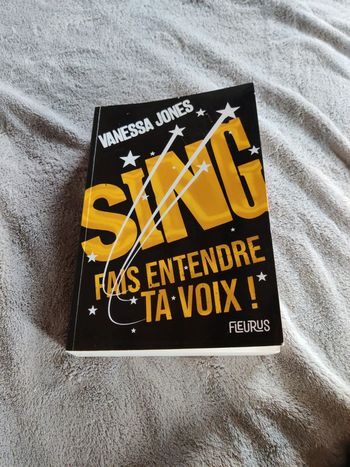 VANESSA JONES
SING
FAIS ENTENDRE
TA VOIX !
FLEURUS